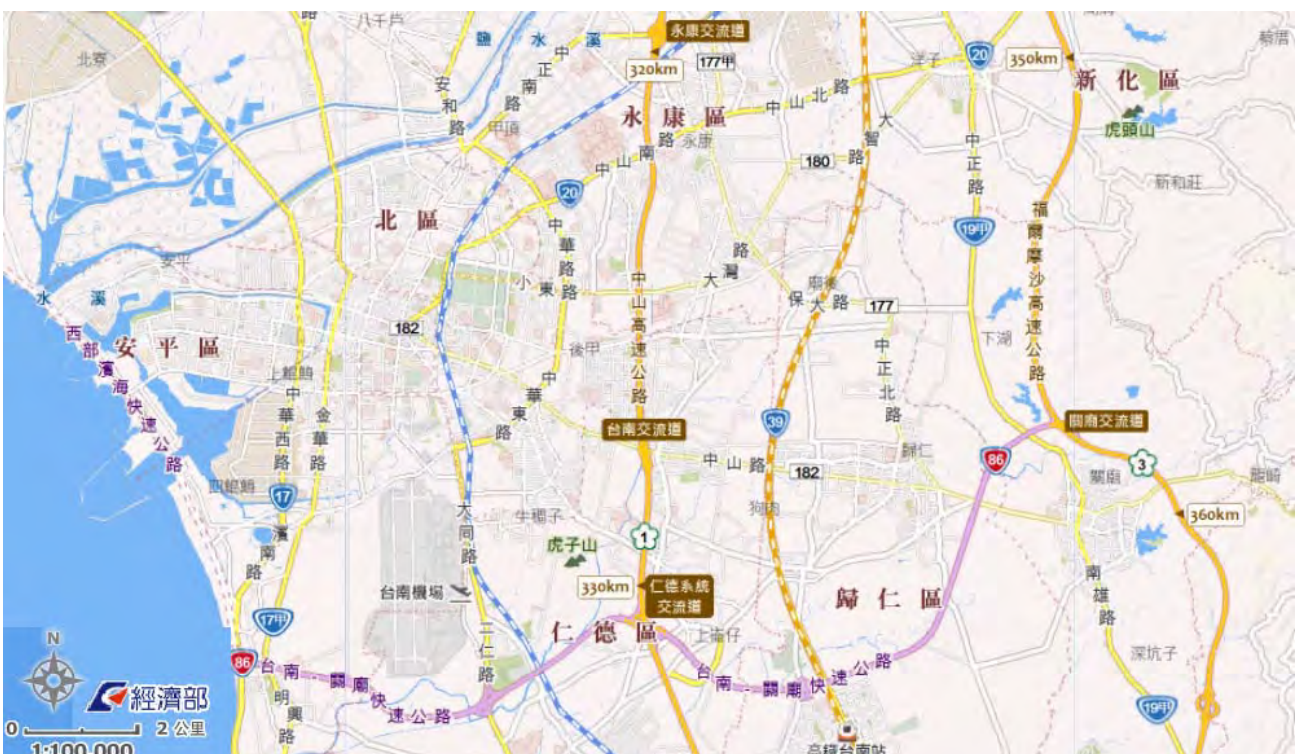 八千戶
鹽水溪
中正南路
永康交流道
320km
177甲
北寮
安和路
甲頂
永康區
永康
中山南路
中山北路
洋子
20
350km
新化區
虎頭山
大智路
180
中正路
新和莊
北區
20
中華路
19甲
福爾摩沙高速公路
安平
水溪
小東路
中山高速公路
大灣路
廟後
保大路
177
182
安平區
西部濱海快速公路
上鯤鯓
後甲
下湖
中正北路
中華西路
金華路
中華東路
台南交流道
39
關廟交流道
中山路
182
歸仁
86
3
關廟
龍崎
四鯤鯓
17
濱南路
大同路
牛稠子
狗肉
360km
虎子山
1
台南機場
330km
仁德系統
交流道
歸仁區
南雄路
17甲
仁德區
上崙仔
二仁路
N
86
台南-關廟快速公路
台南-關廟快速公路
深坑子
經濟部
明興路
19甲
0
2 公里
高鐵台南站
1:100,000